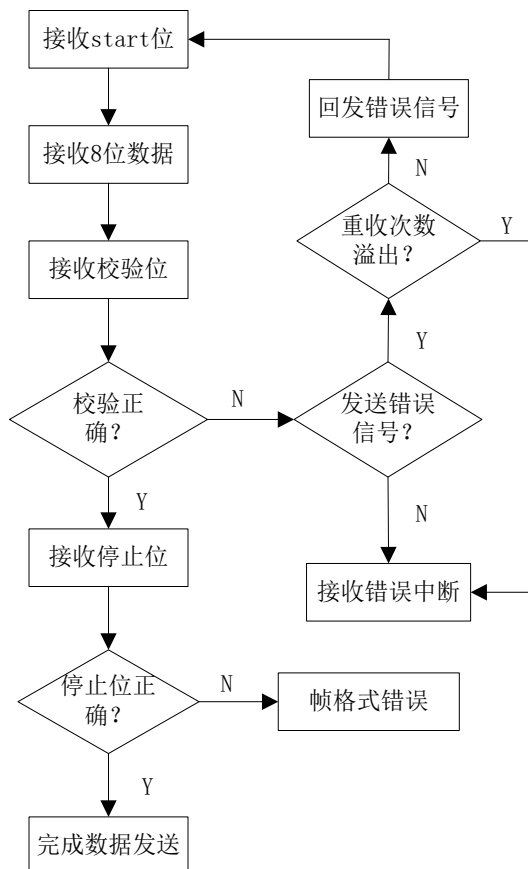 接收start位
回发错误信号
接收8位数据
N
重收次数
溢出？
Y
接收校验位
Y
校验正
确？
N
发送错误
信号？
Y
N
接收停止位
接收错误中断
停止位正
确？
N
帧格式错误
Y
完成数据发送